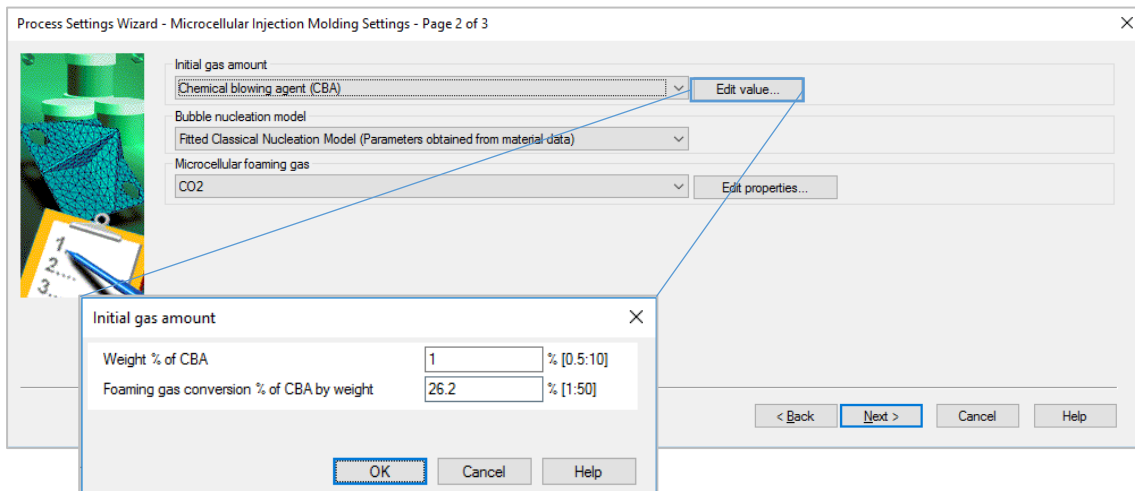 Process Settings Wizard - Microcellular Injection Molding Settings - Page 2 of 3
Initial gas amount
Chemical blowing agent (CBA)
Edit value...
Bubble nucleation model
Fitted Classical Nucleation Model (Parameters obtained from material data)
Microcellular foaming gas
CO2
Edit properties...
1
2....
3....
Initial gas amount
Weight % of CBA
1
% [0.5:10]
Foaming gas conversion % of CBA by weight
26.2
% [1:50]
OK
Cancel
Help
< Back
Next >
Cancel
Help